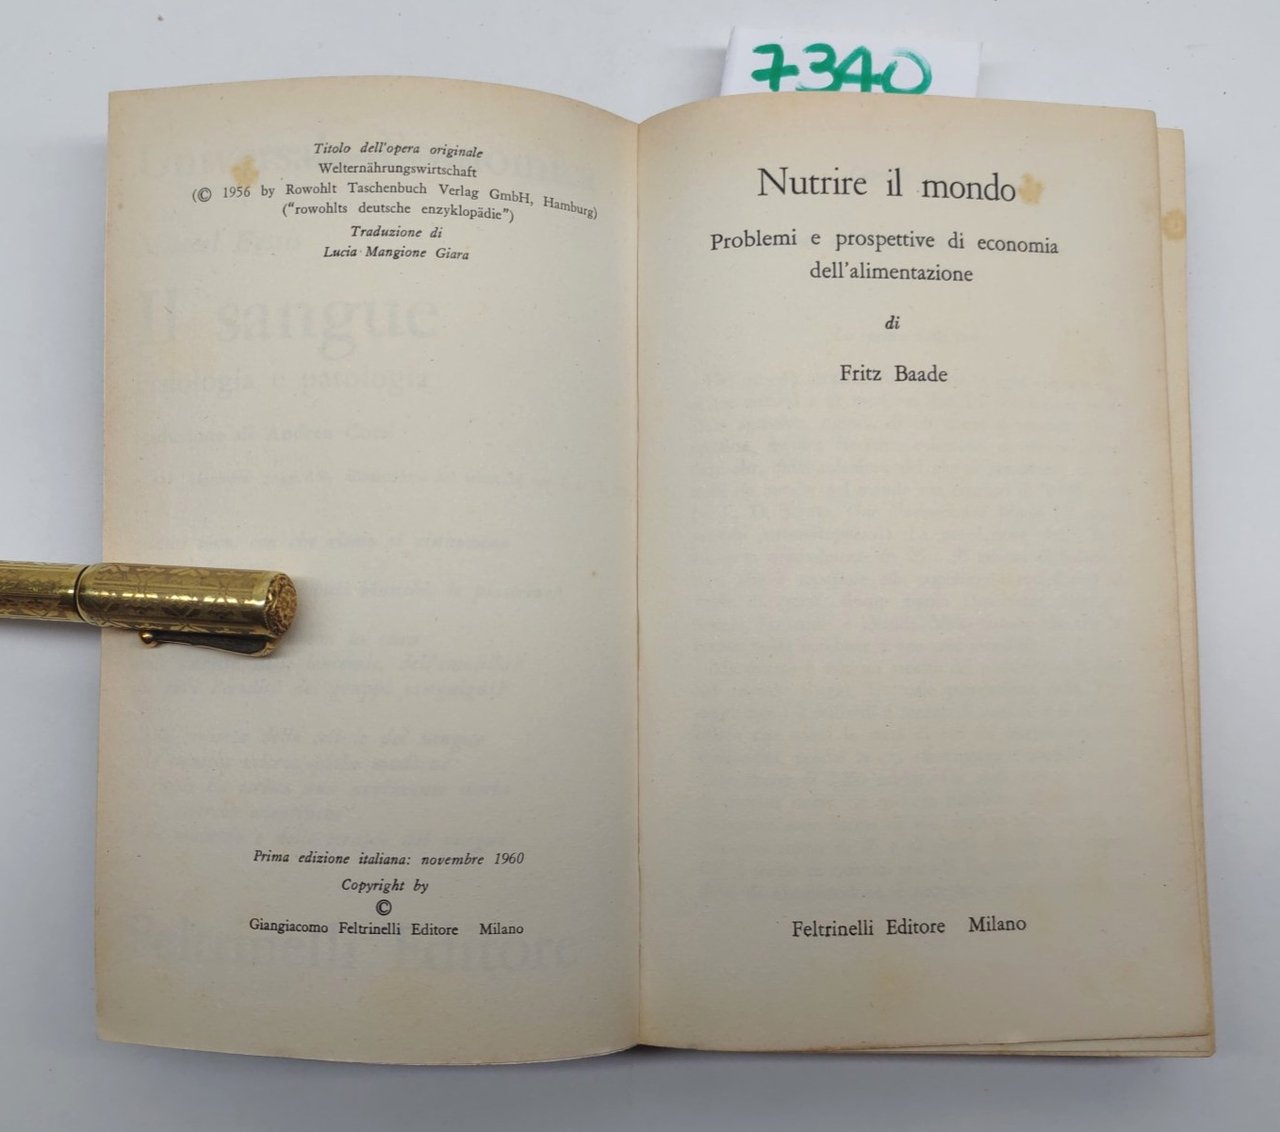 7340
Titolo dell'opera originale
Welternährungswirtschaft
(© 1956 by Rowohlt Taschenbuch Verlag GmbH, Hamburg)
("rowohlts deutsche enzyklopädie")
Traduzione di
Lucia Mangione Giara
Il sangue
Prima edizione italiana: novembre 1960
Copyright by
©
Giangiacomo Feltrinelli Editore Milano
Nutrire il mondo
Problemi e prospettive di economia
dell'alimentazione
di
Fritz Baade
Feltrinelli Editore Milano